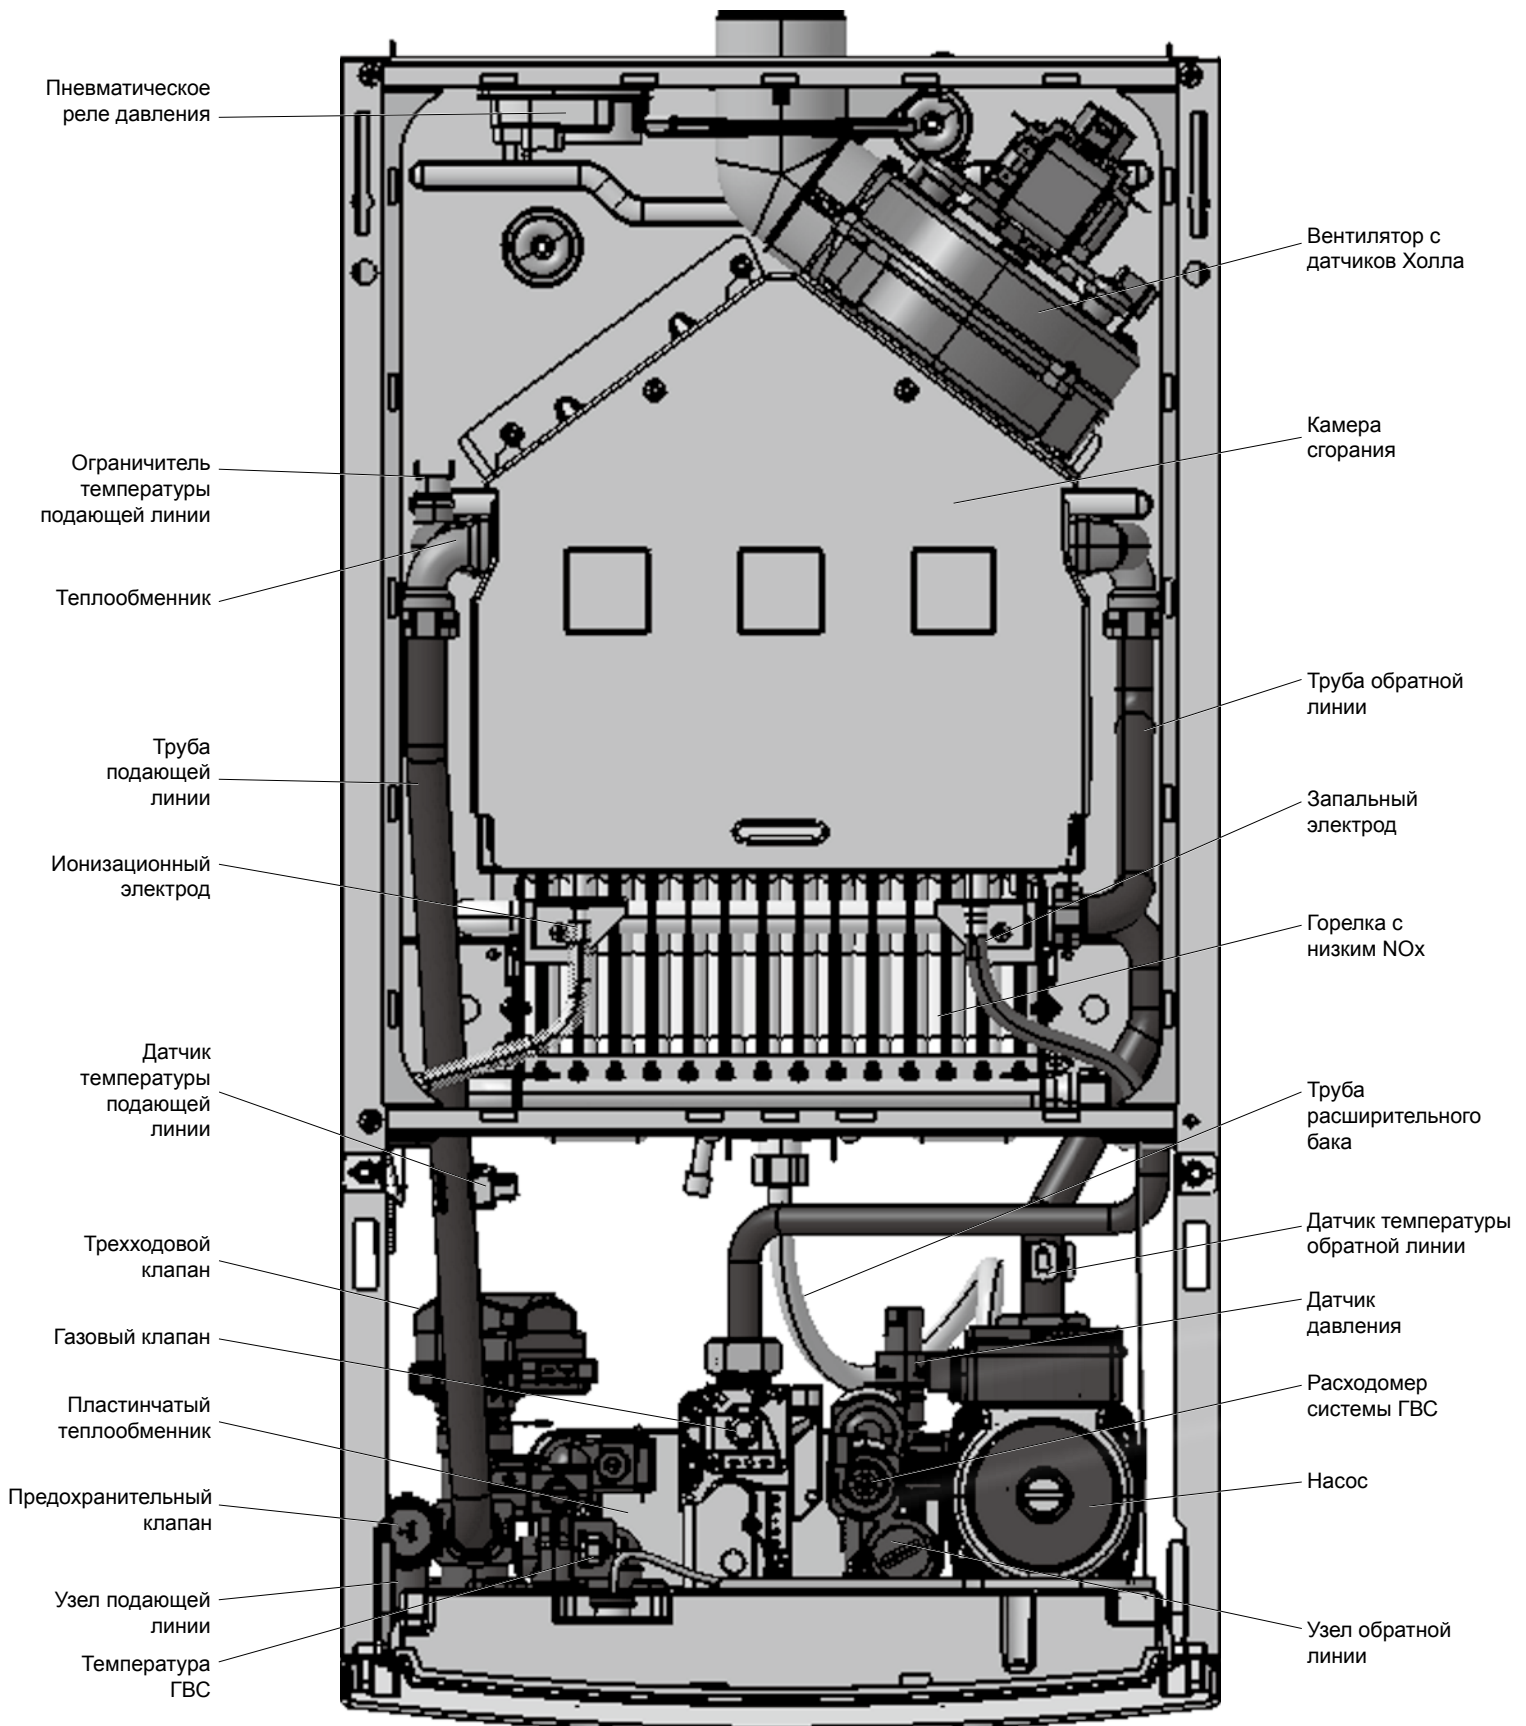 Пневматическое
реле давления
Ограничитель
температуры
подающей линии
Теплообменник
Труба
подающей
линии
Ионизационный
электрод
Датчик
температуры
подающей
линии
Трехходовой
клапан
Газовый клапан
Пластинчатый
теплообменник
Предохранительный
клапан
Узел подающей
линии
Температура
ГВС
Вентилятор с
датчиков Холла
Камера
сгорания
Труба обратной
линии
Запальный
электрод
Горелка с
низким NOx
Труба
расширительного
бака
Датчик температуры
обратной линии
Датчик
давления
Расходомер
системы ГВС
Насос
Узел обратной
линии